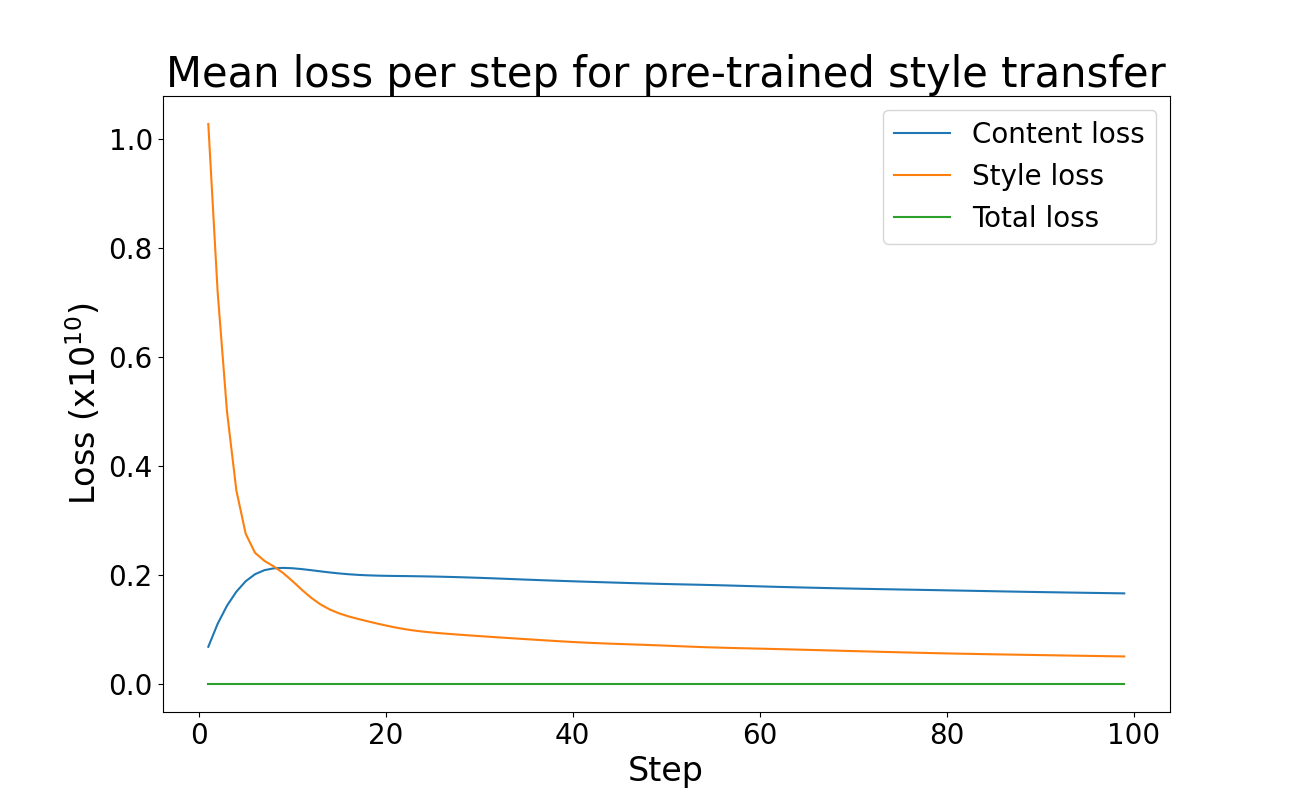 Mean loss per step for pre-trained style transfer
Content loss
Style loss
Total loss
Loss (x10¹⁰)
1.0
0.8
0.6
0.4
0.2
0.0
0 20 40 60 80 100
Step